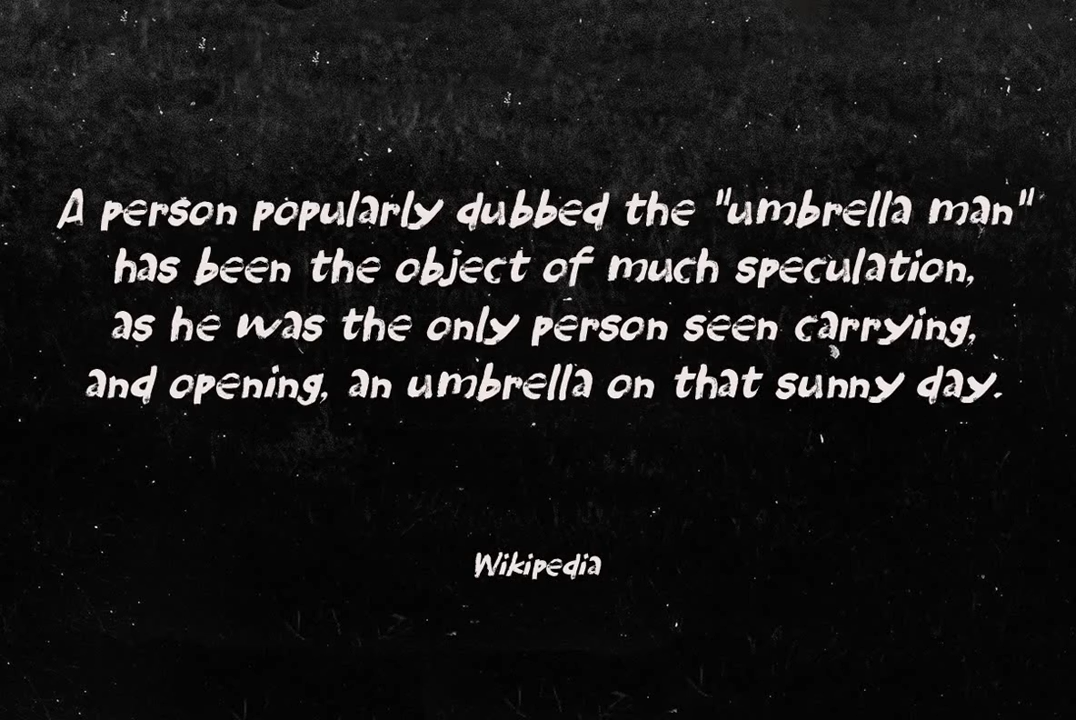 A person popularly dubbed the "umbrella man"
has been the object of much speculation,
as he was the only person seen carrying,
and opening, an umbrella on that sunny day.
Wikipedia